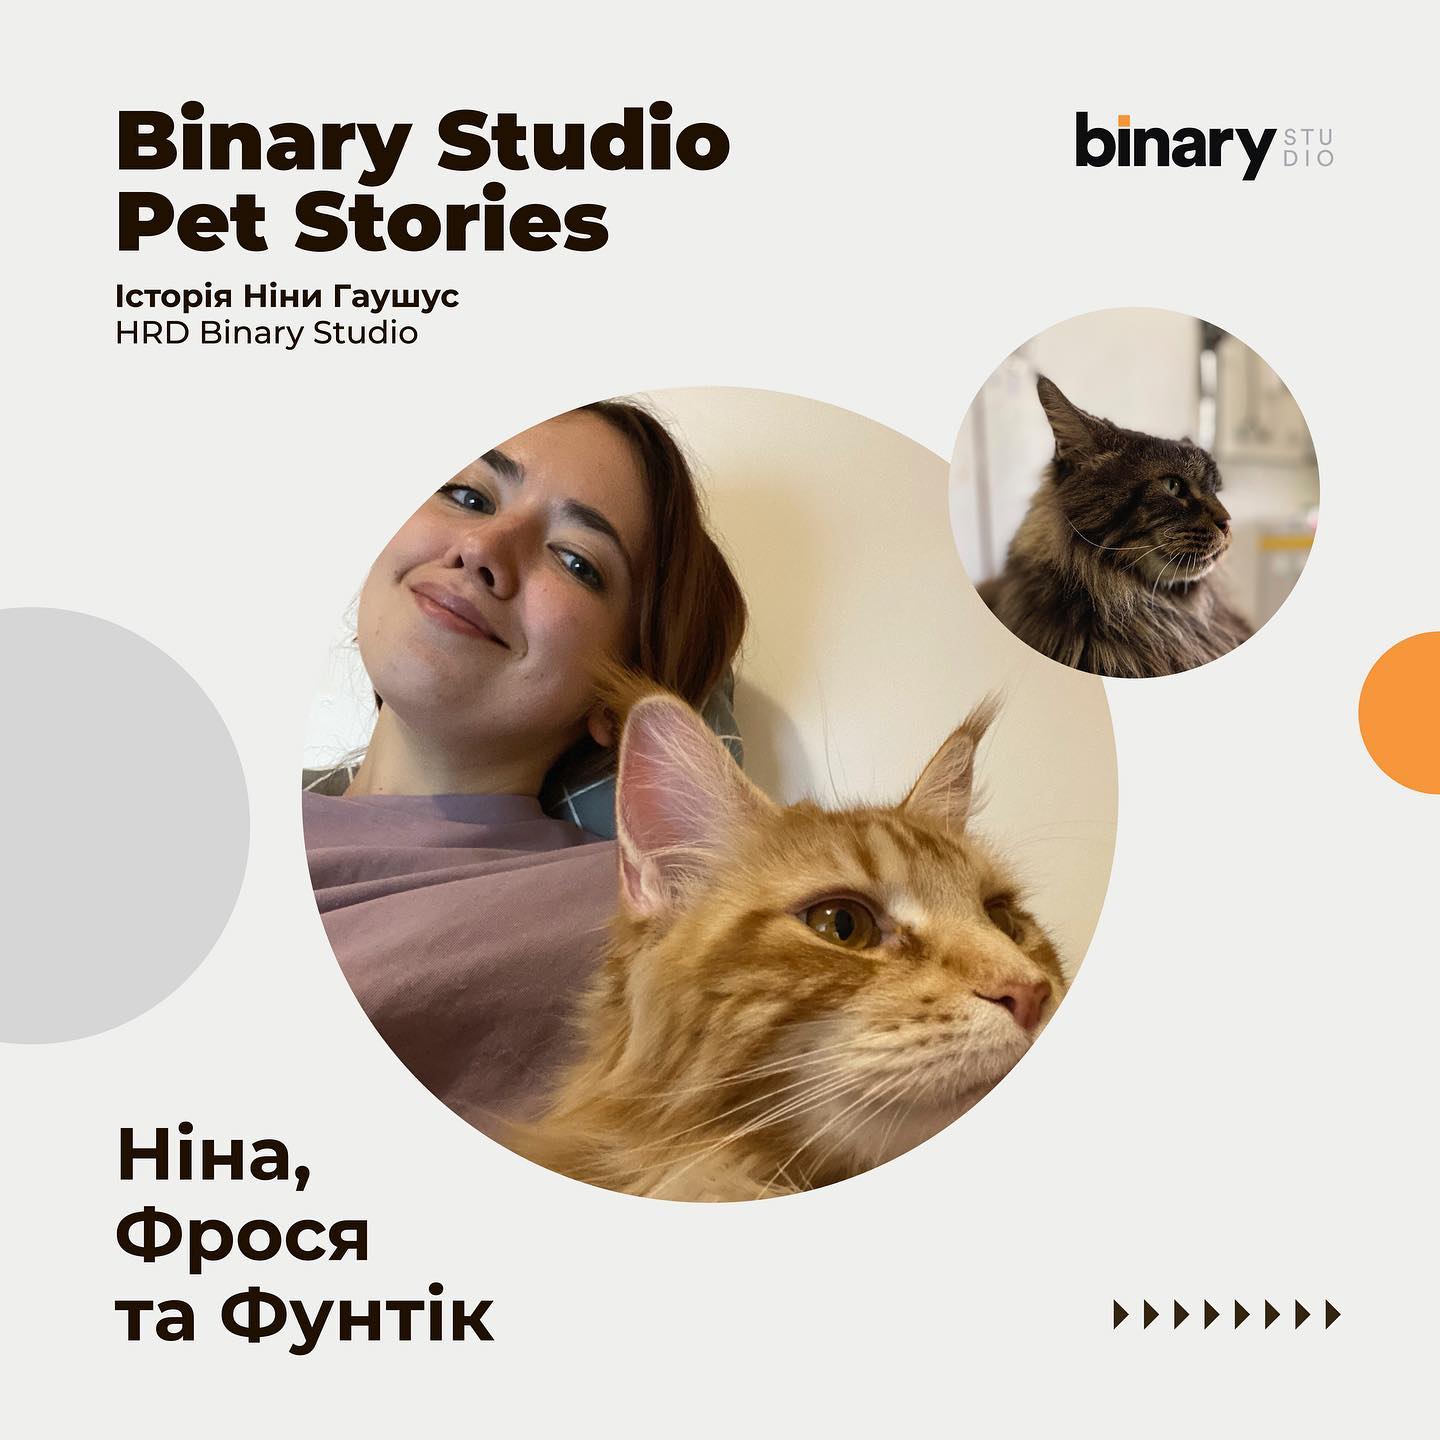 Binary Studio
Pet Stories
binary STU
DIO
Історія Ніни Гаушус
HRD Binary Studio
Ніна,
Фрося
та Фунтік